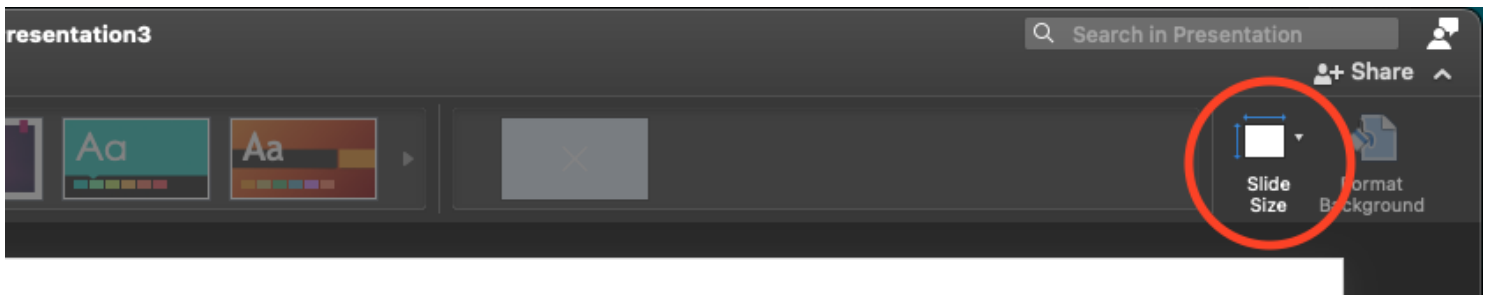 resentation3
Search in Presentation
Share
Aa
Aa
Slide
Size
Format
Background